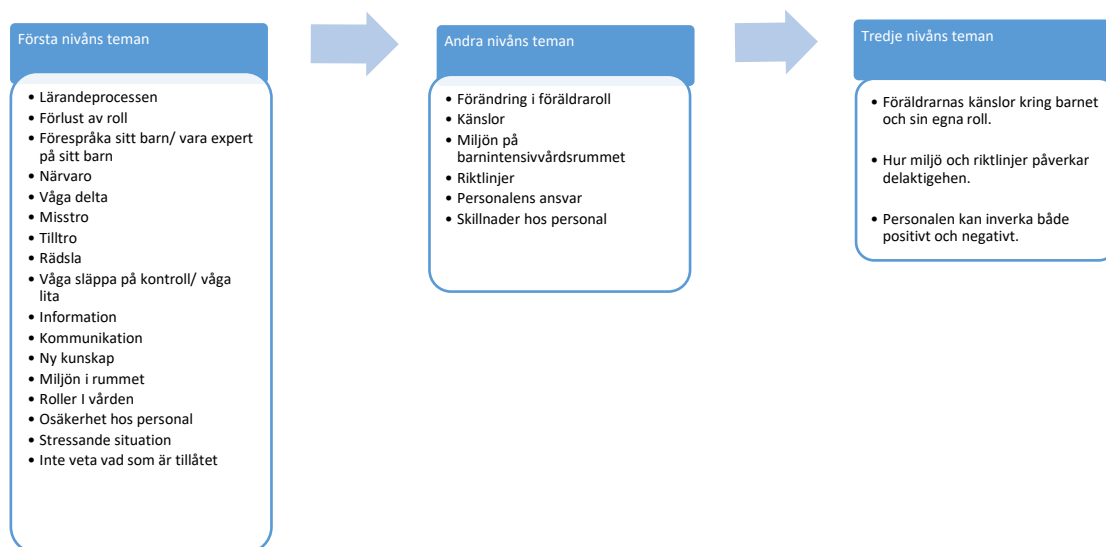 Första nivåns teman
• Lärandeprocessen
• Förlust av roll
• Förespråka sitt barn/ vara expert
på sitt barn
• Närvaro
• Våga delta
• Misstro
• Tilltro
• Rädsla
• Våga släppa på kontroll/ våga
lita
• Information
• Kommunikation
• Ny kunskap
• Miljön i rummet
• Roller I vården
• Osäkerhet hos personal
• Stressande situation
• Inte veta vad som är tillåtet
Andra nivåns teman
• Förändring i föräldraroll
• Känslor
• Miljön på
barnintensivvårdsrummet
• Riktlinjer
• Personalens ansvar
• Skillnader hos personal
Tredje nivåns teman
• Föräldrarnas känslor kring barnet
och sin egna roll.
• Hur miljö och riktlinjer påverkar
delaktigehen.
• Personalen kan inverka både
positivt och negativt.